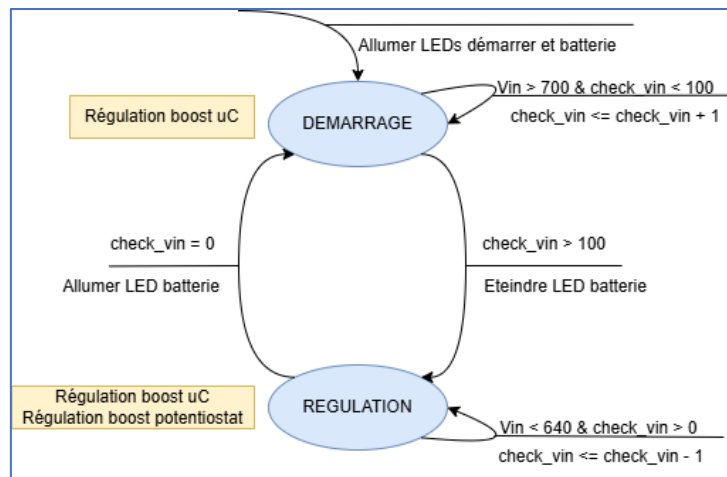 Allumer LEDs démarrer et batterie
Vin > 700 & check_vin < 100
check_vin <= check_vin + 1
Régulation boost uC
DEMARRAGE
check_vin = 0
Allumer LED batterie
check_vin > 100
Eteindre LED batterie
Régulation boost uC
Régulation boost potentiostat
REGULATION
Vin < 640 & check_vin > 0
check_vin <= check_vin - 1